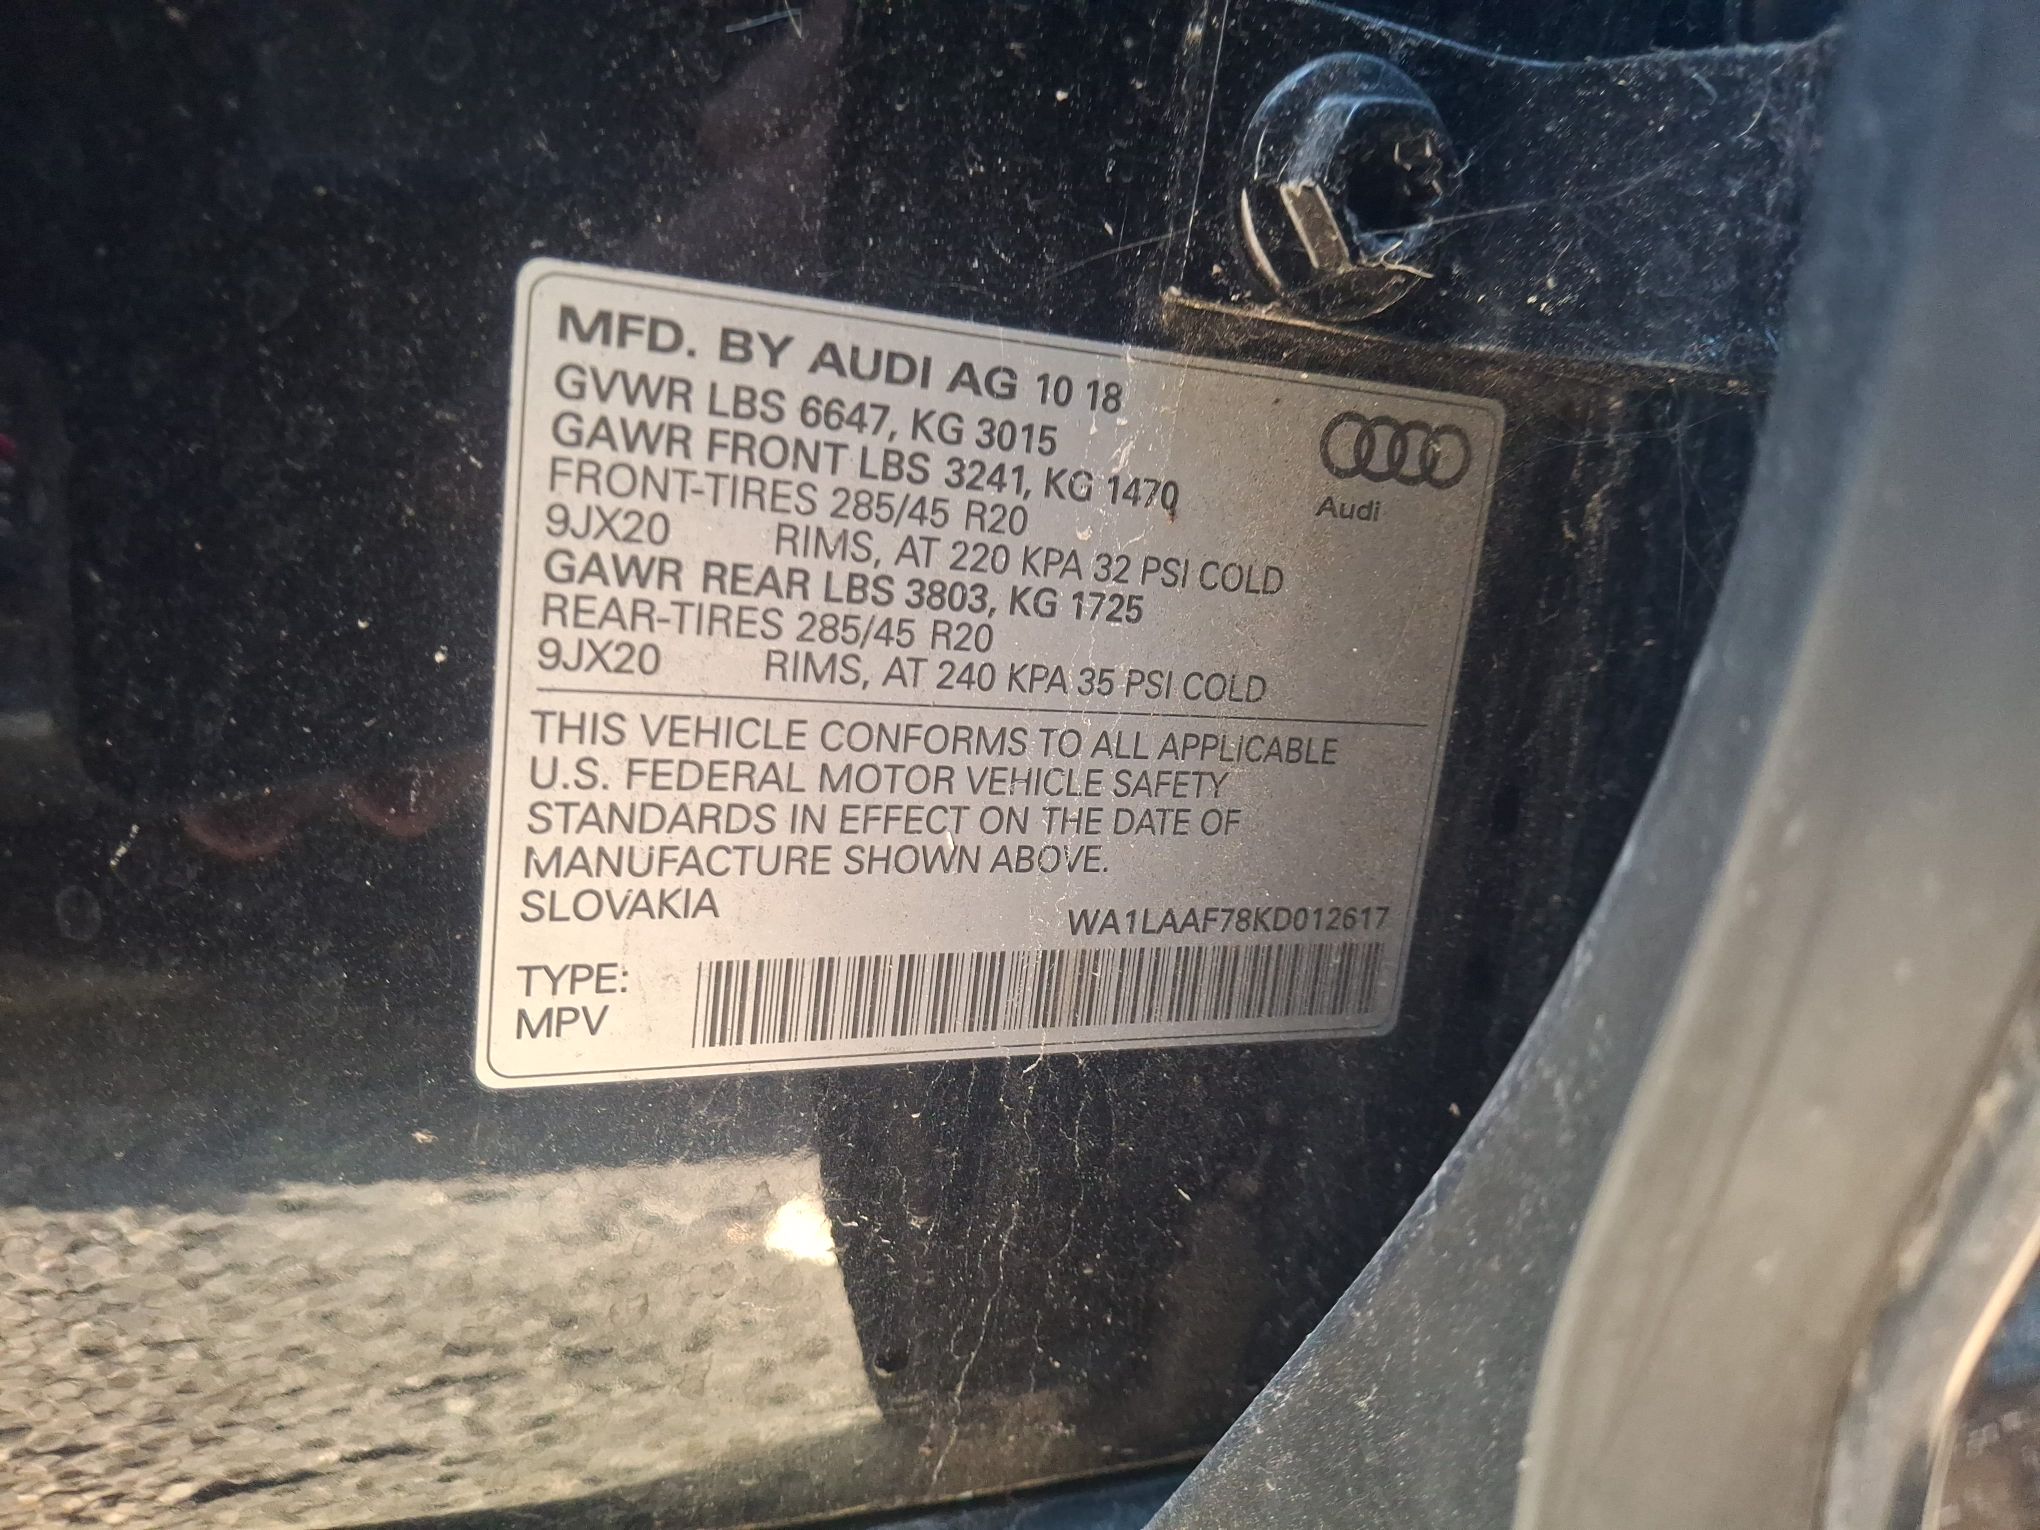 MFD. BY AUDI AG 10 18
GVWR LBS 6647, KG 3015
GAWR FRONT LBS 3241, KG 1470
FRONT-TIRES 285/45 R20
9JX20 RIMS, AT 220 KPA 32 PSI COLD
GAWR REAR LBS 3803, KG 1725
REAR-TIRES 285/45 R20
9JX20 RIMS, AT 240 KPA 35 PSI COLD
Audi
THIS VEHICLE CONFORMS TO ALL APPLICABLE
U.S. FEDERAL MOTOR VEHICLE SAFETY
STANDARDS IN EFFECT ON THE DATE OF
MANUFACTURE SHOWN ABOVE.
SLOVAKIA
WA1LAAF78KD012617
TYPE:
MPV